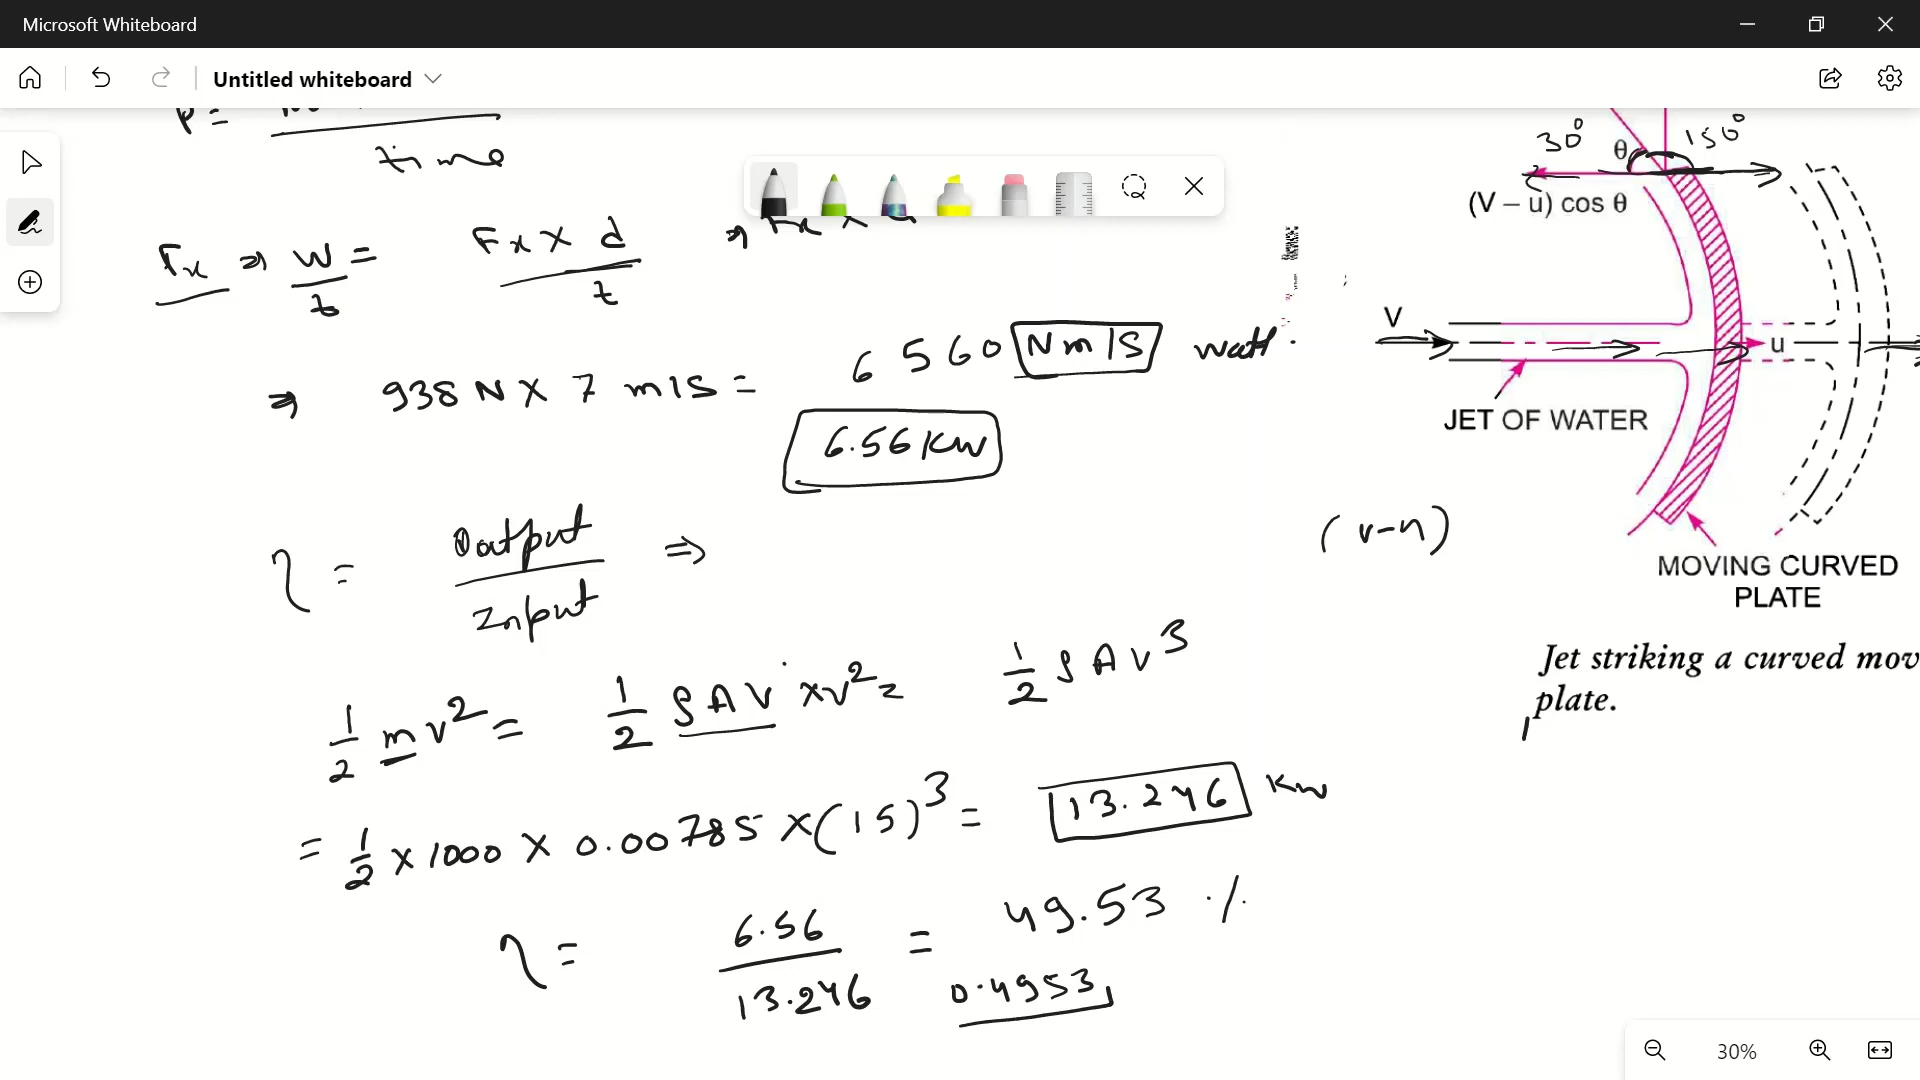 Microsoft Whiteboard
Untitled whiteboard
P =
time
Fx ⇒ W/t = Fx × d / t ⇒ Fx ×
⇒ 938 N × 7 m/s = 6560 Nm/s watt.
6.56 KW
η = Output / Input ⇒
1/2 mv² = 1/2 ρAV × v² = 1/2 ρAV³
= 1/2 × 1000 × 0.00785 × (15)³ = 13.246 KW
η = 6.56 / 13.246 = 49.53 %
0.4953
30° θ 150°
(V – u) cos θ
V
u
JET OF WATER
(v-u)
MOVING CURVED
PLATE
Jet striking a curved mov
plate.
30%